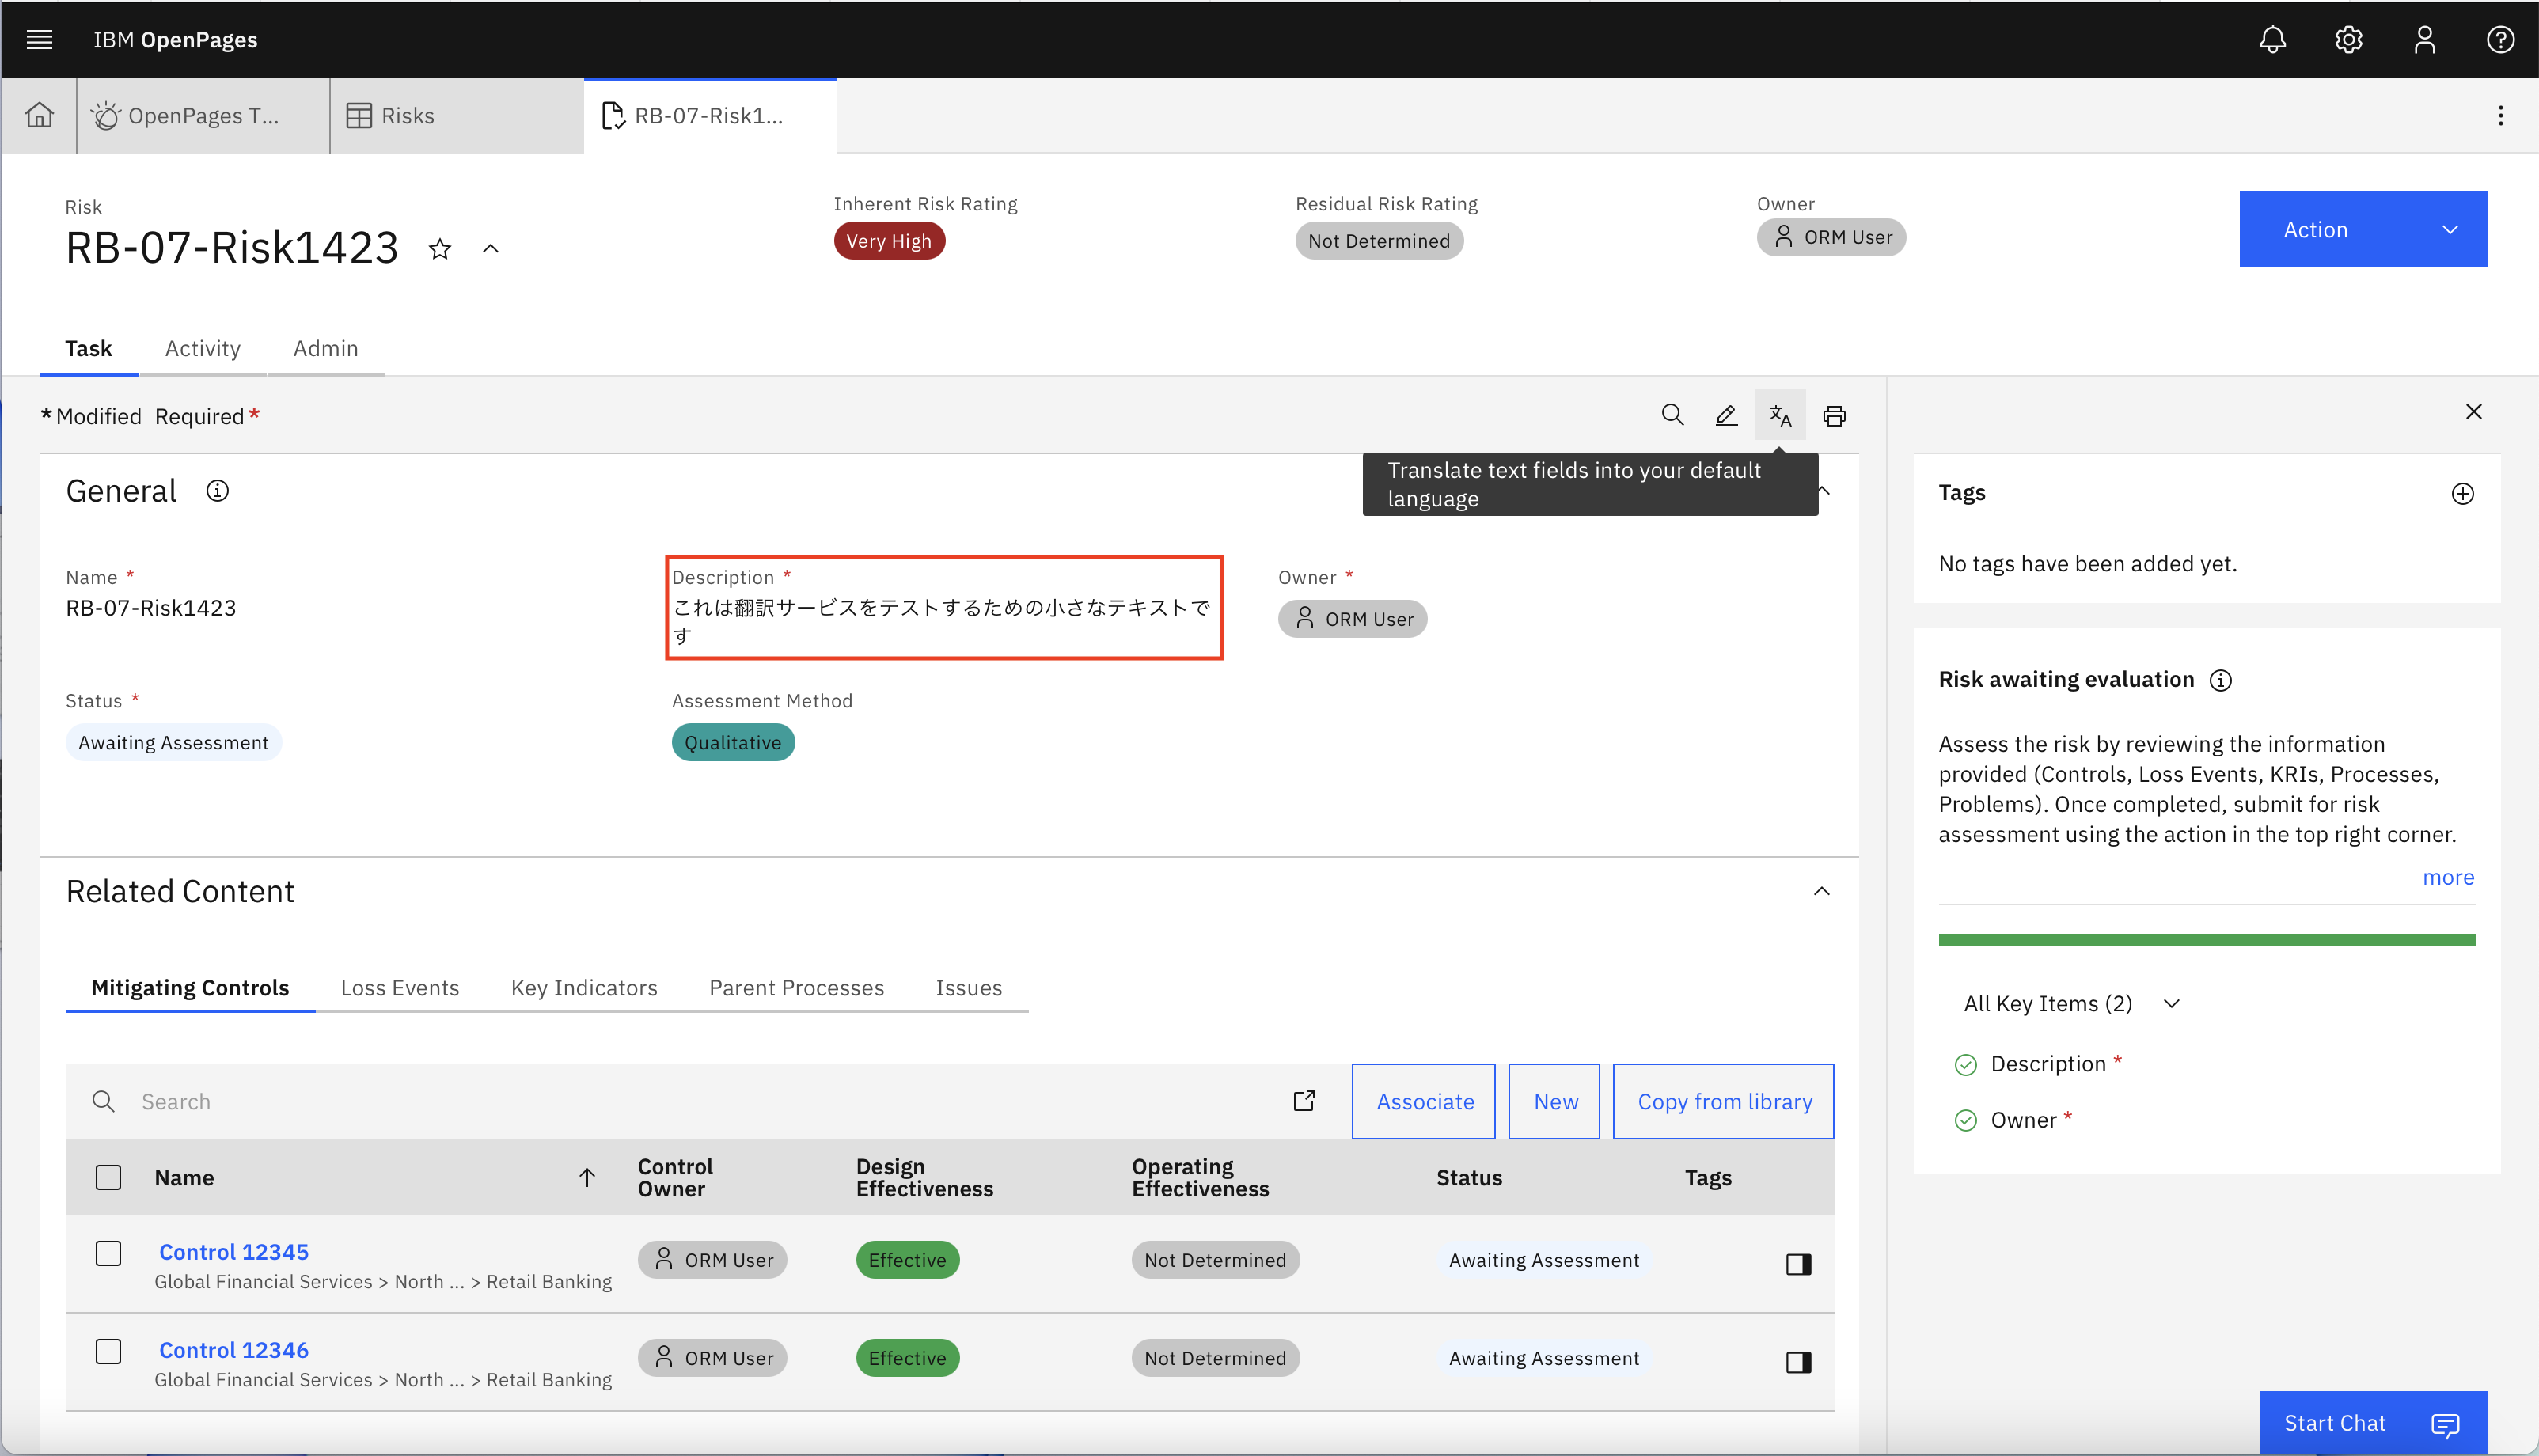 IBM OpenPages
OpenPages T...
Risks
RB-07-Risk1...
Risk
RB-07-Risk1423
Inherent Risk Rating
Very High
Residual Risk Rating
Not Determined
Owner
ORM User
Action
Task
Activity
Admin
*Modified Required*
Translate text fields into your default
language
General
Name *
RB-07-Risk1423
Description *
これは翻訳サービスをテストするための小さなテキストで
す
Owner *
ORM User
Status *
Awaiting Assessment
Assessment Method
Qualitative
Related Content
Mitigating Controls
Loss Events
Key Indicators
Parent Processes
Issues
Search
Associate
New
Copy from library
Name
Control
Owner
Design
Effectiveness
Operating
Effectiveness
Status
Tags
Control 12345
Global Financial Services > North ... > Retail Banking
ORM User
Effective
Not Determined
Awaiting Assessment
Control 12346
Global Financial Services > North ... > Retail Banking
ORM User
Effective
Not Determined
Awaiting Assessment
Tags
No tags have been added yet.
Risk awaiting evaluation
Assess the risk by reviewing the information
provided (Controls, Loss Events, KRIs, Processes,
Problems). Once completed, submit for risk
assessment using the action in the top right corner.
more
All Key Items (2)
Description *
Owner *
Start Chat